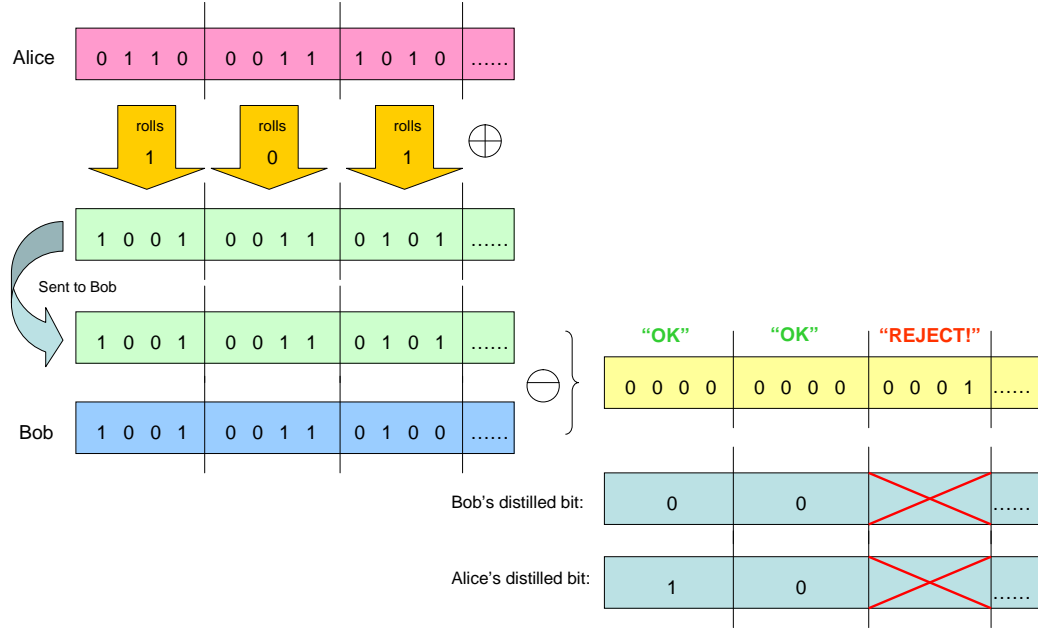 Alice
0 1 1 0 0 0 1 1 1 0 1 0 ......
rolls rolls rolls
1 0 1
1 0 0 1 0 0 1 1 0 1 0 1 ......
Sent to Bob
1 0 0 1 0 0 1 1 0 1 0 1 ......
“OK” “OK” “REJECT!”
0 0 0 0 0 0 0 0 0 0 0 1 ......
Bob
1 0 0 1 0 0 1 1 0 1 0 0 ......
Bob’s distilled bit:
0 0 ......
Alice’s distilled bit:
1 0 ......